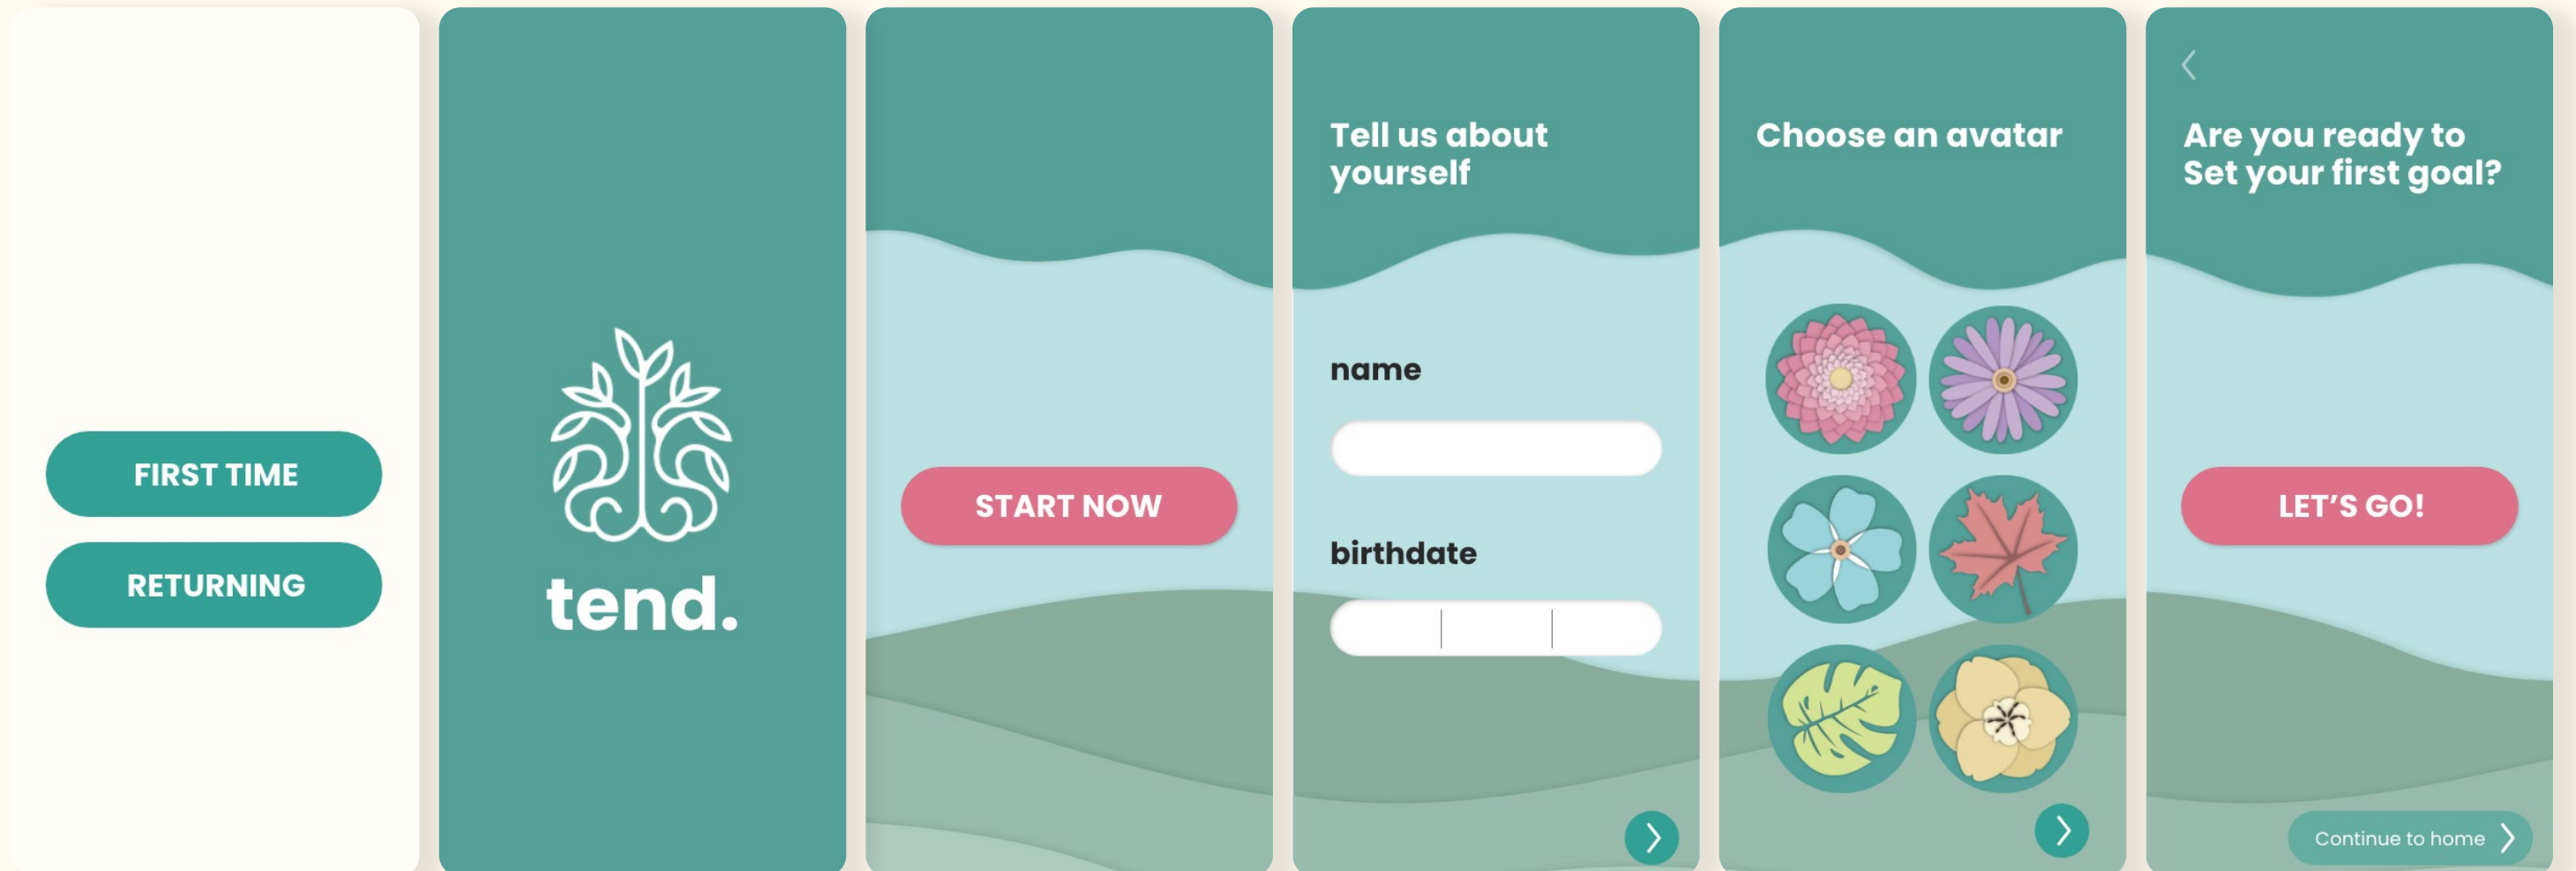 FIRST TIME
RETURNING
tend.
START NOW
Tell us about
yourself
name
birthdate
Choose an avatar
Are you ready to
Set your first goal?
LET’S GO!
Continue to home